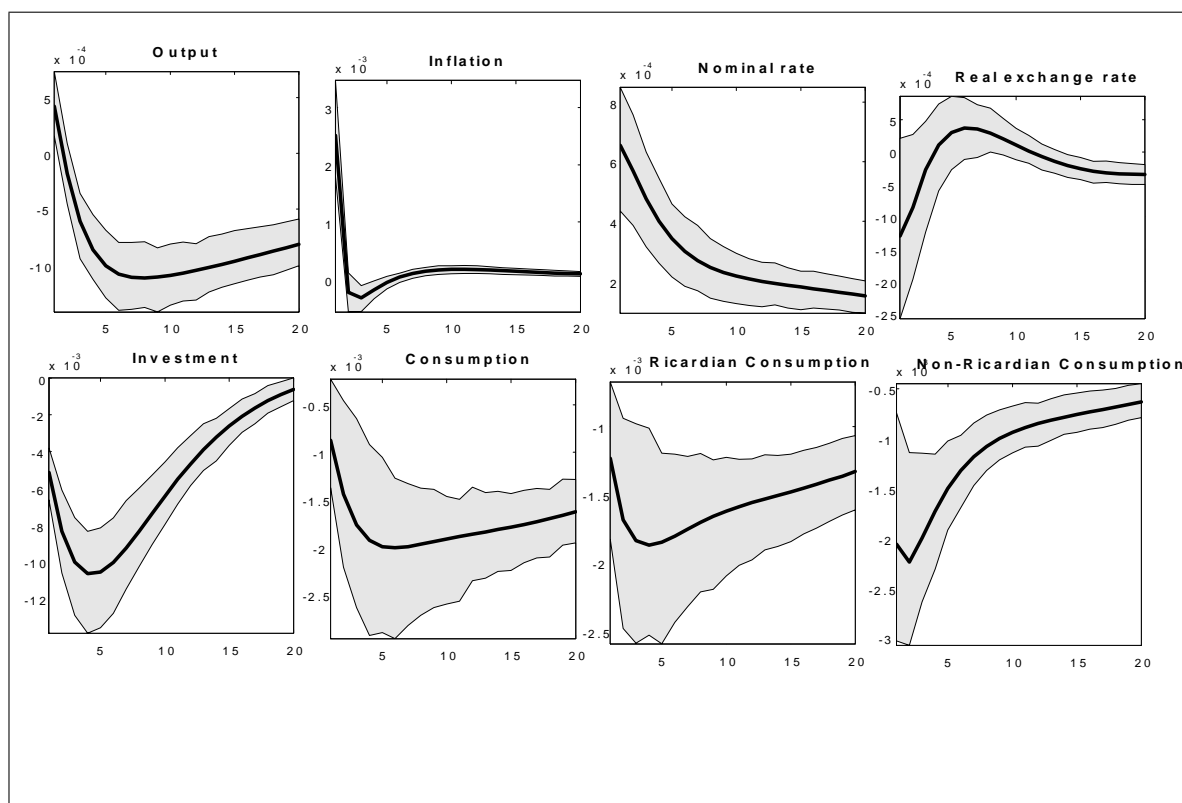 Output
x 10 -4
5
0
-5
-10
5 10 15 20
Inflation
x 10 -3
3
2
1
0
5 10 15 20
Nominal rate
x 10 -4
8
6
4
2
5 10 15 20
Real exchange rate
x 10 -4
5
0
-5
-10
-15
-20
-25
5 10 15 20
Investment
x 10 -3
0
-2
-4
-6
-8
-10
-12
5 10 15 20
Consumption
x 10 -3
-0.5
-1
-1.5
-2
-2.5
5 10 15 20
Ricardian Consumption
x 10 -3
-1
-1.5
-2
-2.5
5 10 15 20
Non-Ricardian Consumption
x 10 -3
-0.5
-1
-1.5
-2
-2.5
-3
5 10 15 20